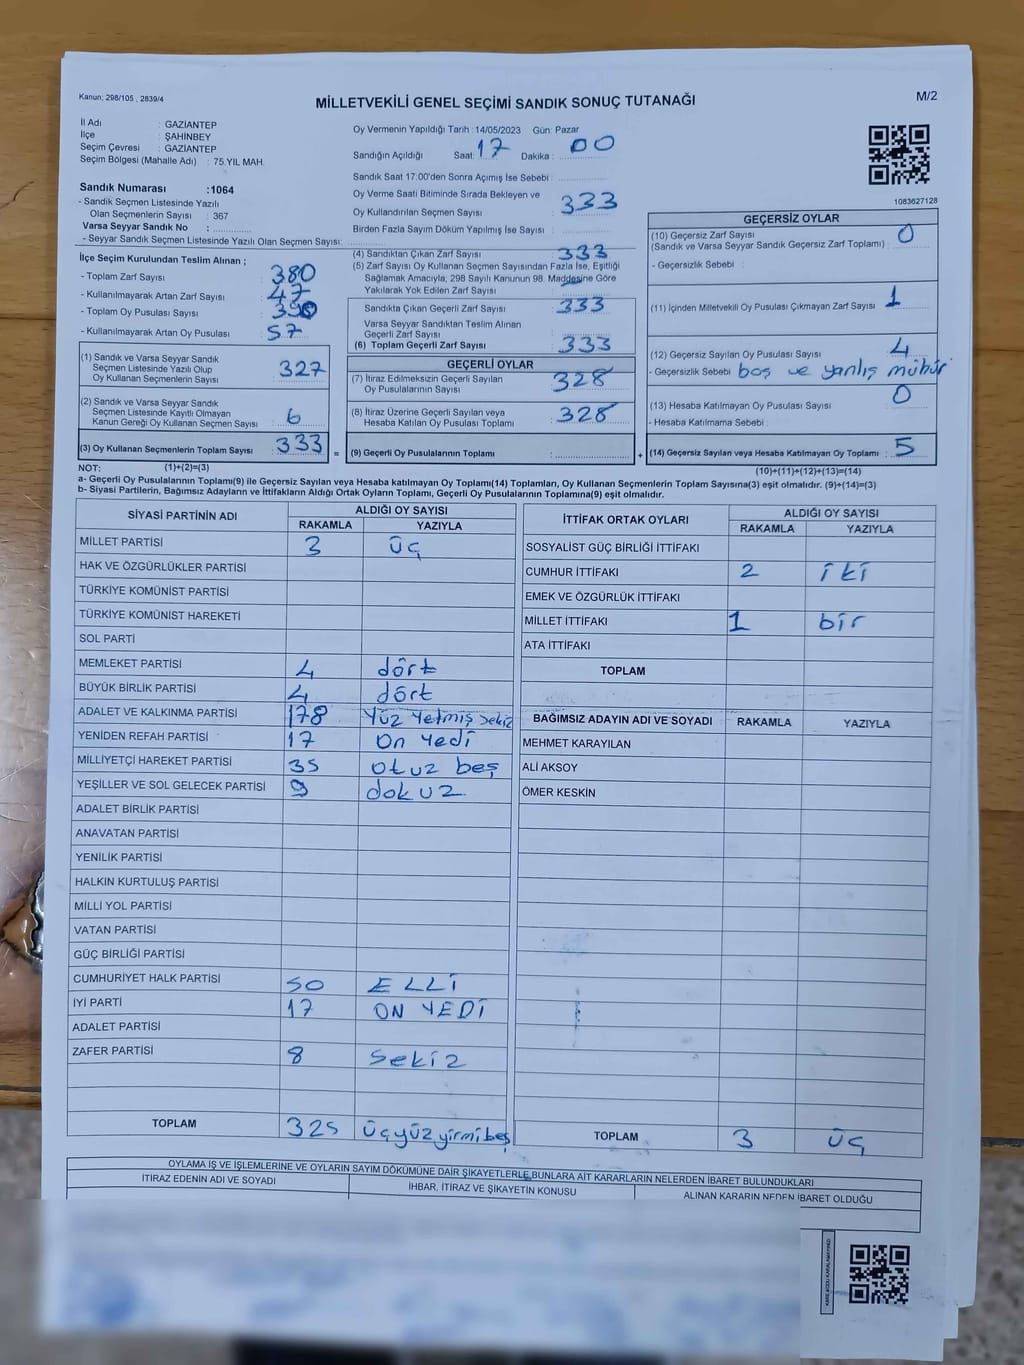 Kanun; 298/105 , 2839/4
MİLLETVEKİLİ GENEL SEÇİMİ SANDIK SONUÇ TUTANAĞI
M/2
İl Adı : GAZİANTEP
İlçe : ŞAHİNBEY
Seçim Çevresi : GAZİANTEP
Seçim Bölgesi (Mahalle Adı) : 75.YIL MAH.
Sandık Numarası :1064
- Sandık Seçmen Listesinde Yazılı
Olan Seçmenlerin Sayısı : 367
Varsa Seyyar Sandık No :
- Seyyar Seçmen Listesinde Yazılı Olan Seçmen Sayısı:
Oy Vermenin Yapıldığı Tarih : 14/05/2023 Gün: Pazar
Sandığın Açıldığı Saat: 17 Dakika : 00
Sandık Saat 17:00'den Sonra Açımış İse Sebebi :
Oy Verme Saati Bitiminde Sırada Bekleyen ve
Oy Kullandırılan Seçmen Sayısı 333
Birden Fazla Sayım Döküm Yapılmış İse Sayısı :
1083627128
İlçe Seçim Kurulundan Teslim Alınan ;
- Toplam Zarf Sayısı : 380
- Kullanılmayarak Artan Zarf Sayısı : 47
- Toplam Oy Pusulası Sayısı :
- Kullanılmayarak Artan Oy Pusulası : 57
(1) Sandık ve Varsa Seyyar Sandık
Seçmen Listesinde Yazılı Olup
Oy Kullanan Seçmenlerin Sayısı : 327
(2) Sandık ve Varsa Seyyar Sandık
Seçmen Listesinde Kayıtlı Olmayan
Kanun Gereği Oy Kullanan Seçmen Sayısı : 6
(3) Oy Kullanan Seçmenlerin Toplam Sayısı : 333
(1)+(2)=(3)
(4) Sandıktan Çıkan Zarf Sayısı : 333
(5) Zarf Sayısı Oy Kullanan Seçmen Sayısından Fazla İse, Eşitliği
Sağlamak Amacıyla; 298 Sayılı Kanunun 98. Maddesine Göre
Yakılarak Yok Edilen Zarf Sayısı :
Sandıkta Çıkan Geçerli Zarf Sayısı : 333
Varsa Seyyar Sandıktan Teslim Alınan
Geçerli Zarf Sayısı :
(6) Toplam Geçerli Zarf Sayısı : 333
GEÇERLİ OYLAR
(7) İtiraz Edilmeksizin Geçerli Sayılan
Oy Pusulalarının Sayısı : 328
(8) İtiraz Üzerine Geçerli Sayılan veya
Hesaba Katılan Oy Pusulası Toplamı : 328
= (9) Geçerli Oy Pusulalarının Toplamı :
GEÇERSİZ OYLAR
(10) Geçersiz Zarf Sayısı
(Sandık ve Varsa Seyyar Sandık Geçersiz Zarf Toplamı) : 0
- Geçersizlik Sebebi :
(11) İçinden Milletvekili Oy Pusulası Çıkmayan Zarf Sayısı : 1
(12) Geçersiz Sayılan Oy Pusulası Sayısı : 4
- Geçersizlik Sebebi : boş ve yanlış mühür
(13) Hesaba Katılmayan Oy Pusulası Sayısı : 0
- Hesaba Katılmama Sebebi :
+ (14) Geçersiz Sayılan veya Hesaba Katılmayan Oy Toplamı : 5
(10)+(11)+(12)+(13)=(14)
NOT:
a- Geçerli Oy Pusulalarının Toplamı(9) ile Geçersiz Sayılan veya Hesaba katılmayan Oy Toplamı(14) Toplamları, Oy Kullanan Seçmenlerin Toplam Sayısına(3) eşit olmalıdır. (9)+(14)=(3)
b- Siyasi Partilerin, Bağımsız Adayların ve İttifakların Aldığı Ortak Oyların Toplamı, Geçerli Oy Pusulalarının Toplamına(9) eşit olmalıdır.
SİYASİ PARTİNİN ADI ALDIĞI OY SAYISI
RAKAMLA YAZIYLA
MİLLET PARTİSİ 3 üç
HAK VE ÖZGÜRLÜKLER PARTİSİ
TÜRKİYE KOMÜNİST PARTİSİ
TÜRKİYE KOMÜNİST HAREKETİ
SOL PARTİ
MEMLEKET PARTİSİ 4 dört
BÜYÜK BİRLİK PARTİSİ 4 dört
ADALET VE KALKINMA PARTİSİ 178 Yüz Yetmiş Sekiz
YENİDEN REFAH PARTİSİ 17 On Yedi
MİLLİYETÇİ HAREKET PARTİSİ 35 otuz beş
YEŞİLLER VE SOL GELECEK PARTİSİ 9 dokuz
ADALET BİRLİK PARTİSİ
ANAVATAN PARTİSİ
YENİLİK PARTİSİ
HALKIN KURTULUŞ PARTİSİ
MİLLİ YOL PARTİSİ
VATAN PARTİSİ
GÜÇ BİRLİĞİ PARTİSİ
CUMHURİYET HALK PARTİSİ 50 ELLİ
İYİ PARTİ 17 ON YEDİ
ADALET PARTİSİ
ZAFER PARTİSİ 8 Sekiz
TOPLAM 325 üçyüzyirmibeş
İTTİFAK ORTAK OYLARI ALDIĞI OY SAYISI
RAKAMLA YAZIYLA
SOSYALİST GÜÇ BİRLİĞİ İTTİFAKI
CUMHUR İTTİFAKI 2 iki
EMEK VE ÖZGÜRLÜK İTTİFAKI
MİLLET İTTİFAKI 1 bir
ATA İTTİFAKI
TOPLAM
BAĞIMSIZ ADAYIN ADI VE SOYADI RAKAMLA YAZIYLA
MEHMET KARAYILAN
ALİ AKSOY
ÖMER KESKİN
TOPLAM 3 üç
OYLAMA İŞ VE İŞLEMLERİNE VE OYLARIN SAYIM DÖKÜMÜNE DAİR ŞİKAYETLERLE BUNLARA AİT KARARLARIN NELERDEN İBARET BULUNDUKLARI
İTİRAZ EDENİN ADI VE SOYADI İHBAR, İTİRAZ VE ŞİKAYETİN KONUSU ALINAN KARARIN NEDEN İBARET OLDUĞU